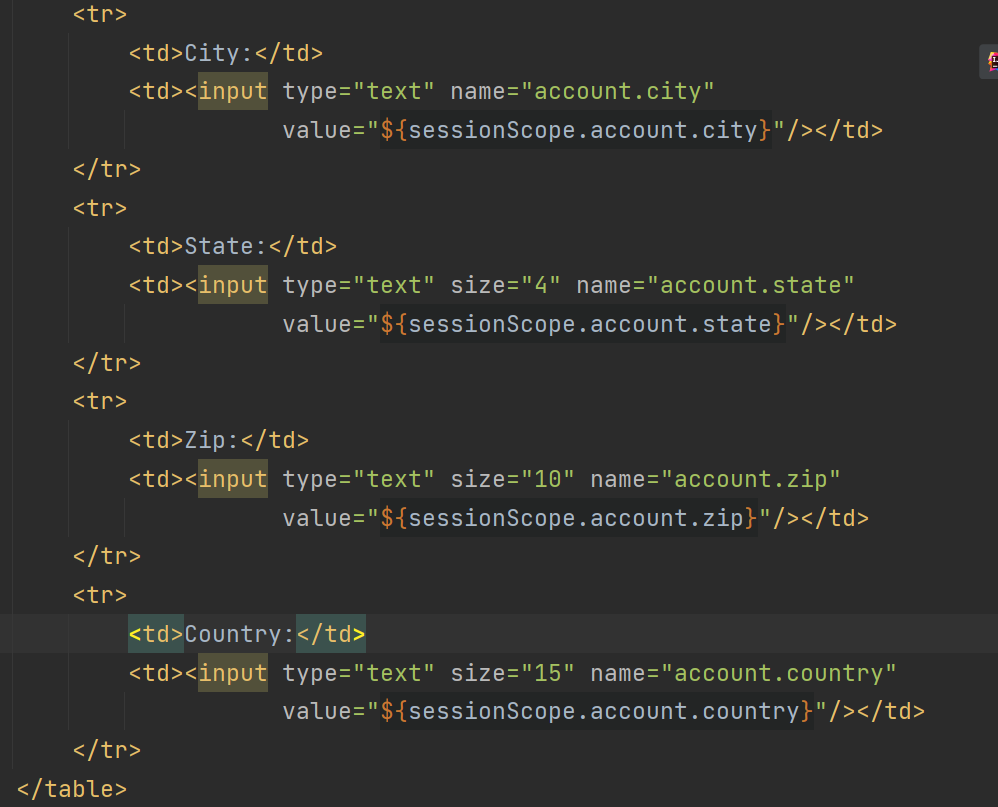 <tr>
<td>City:</td>
<td><input type="text" name="account.city"
value="${sessionScope.account.city}"/></td>
</tr>
<tr>
<td>State:</td>
<td><input type="text" size="4" name="account.state"
value="${sessionScope.account.state}"/></td>
</tr>
<tr>
<td>Zip:</td>
<td><input type="text" size="10" name="account.zip"
value="${sessionScope.account.zip}"/></td>
</tr>
<tr>
<td>Country:</td>
<td><input type="text" size="15" name="account.country"
value="${sessionScope.account.country}"/></td>
</tr>
</table>